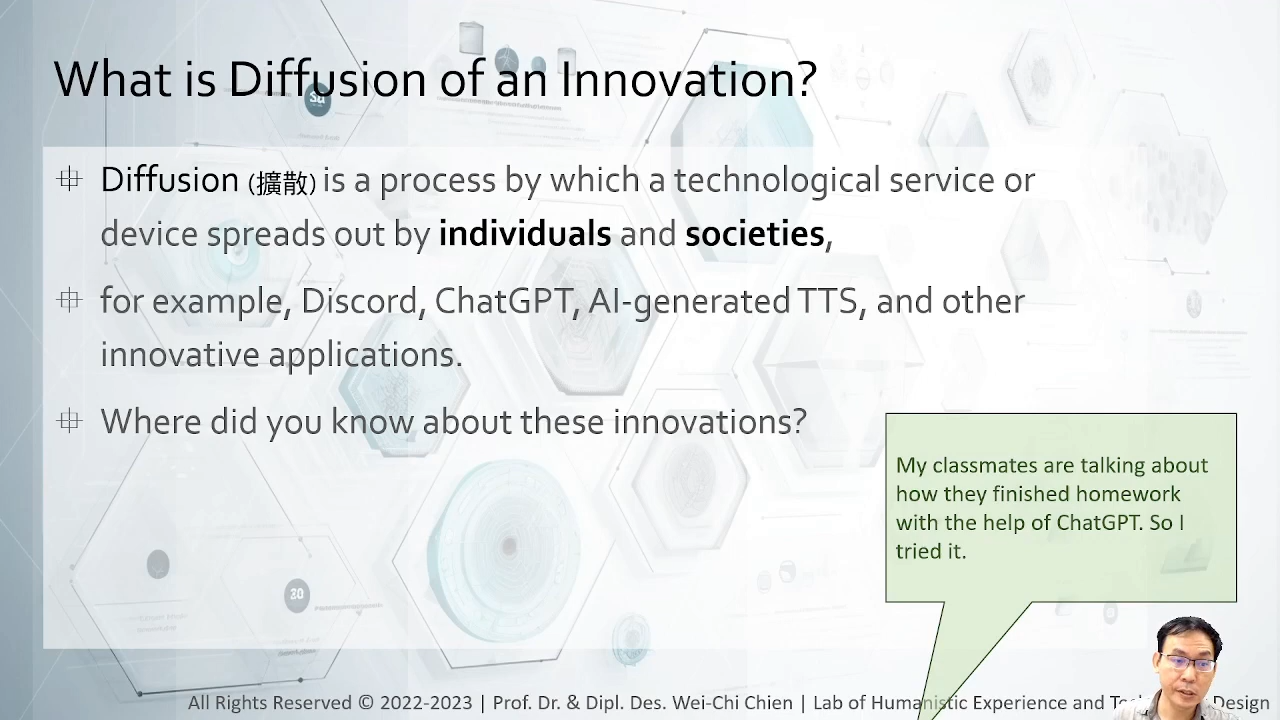 What is Diffusion of an Innovation?
Diffusion (擴散) is a process by which a technological service or
device spreads out by individuals and societies,
for example, Discord, ChatGPT, AI-generated TTS, and other
innovative applications.
Where did you know about these innovations?
My classmates are talking about
how they finished homework
with the help of ChatGPT. So I
tried it.
All Rights Reserved © 2022-2023 | Prof. Dr. & Dipl. Des. Wei-Chi Chien | Lab of Humanistic Experience and Design